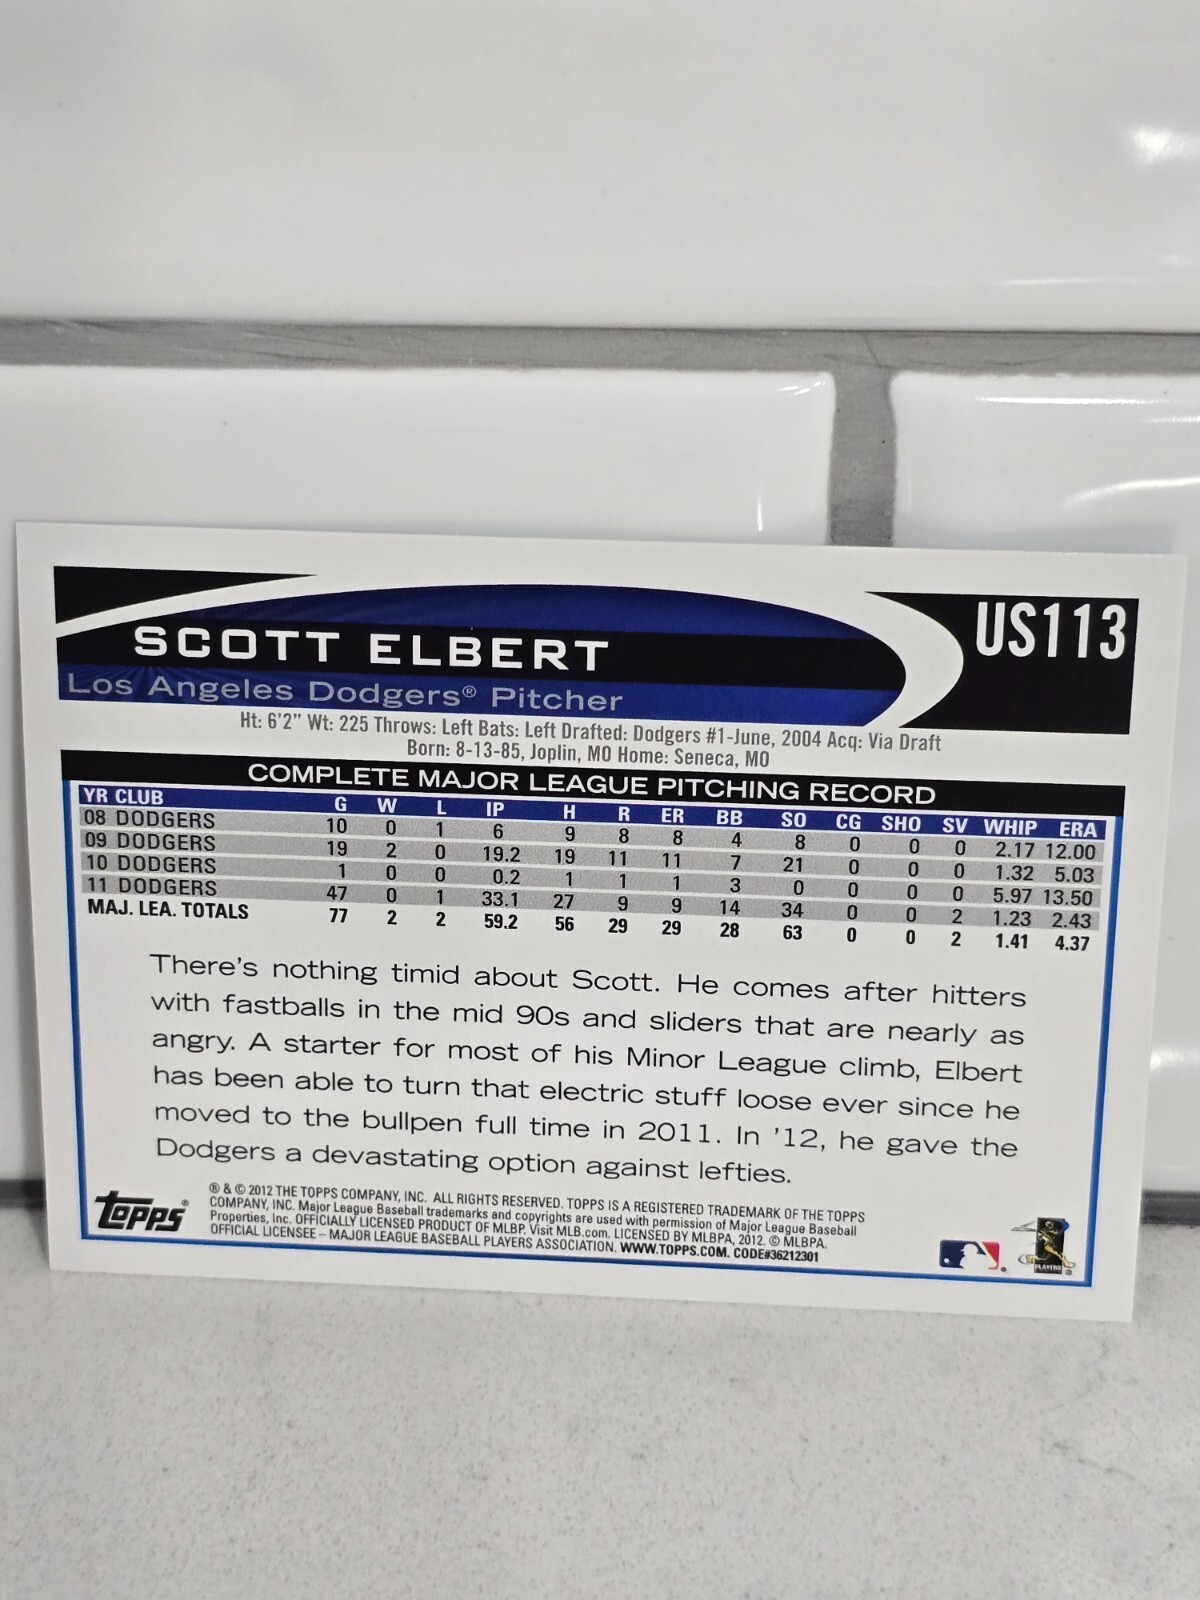 SCOTT ELBERT
US113
Los Angeles Dodgers® Pitcher
Ht: 6'2" Wt: 225 Throws: Left Bats: Left Drafted: Dodgers #1-June, 2004 Acq: Via Draft
Born: 8-13-85, Joplin, MO Home: Seneca, MO
COMPLETE MAJOR LEAGUE PITCHING RECORD
YR CLUB G W L IP H R ER BB SO CG SHO SV WHIP ERA
08 DODGERS 10 0 1 6 9 8 8 4 8 0 0 0 2.17 12.00
09 DODGERS 19 2 0 19.2 19 11 11 7 21 0 0 0 1.32 5.03
10 DODGERS 1 0 0 0.2 1 1 1 3 0 0 0 0 5.97 13.50
11 DODGERS 47 0 1 33.1 27 9 9 14 34 0 0 2 1.23 2.43
MAJ. LEA. TOTALS 77 2 2 59.2 56 29 29 28 63 0 0 2 1.41 4.37
There's nothing timid about Scott. He comes after hitters
with fastballs in the mid 90s and sliders that are nearly as
angry. A starter for most of his Minor League climb, Elbert
has been able to turn that electric stuff loose ever since he
moved to the bullpen full time in 2011. In '12, he gave the
Dodgers a devastating option against lefties.
Topps®
® & © 2012 THE TOPPS COMPANY, INC. ALL RIGHTS RESERVED. TOPPS IS A REGISTERED TRADEMARK OF THE TOPPS
COMPANY, INC. Major League Baseball trademarks and copyrights are used with permission of Major League Baseball
Properties, Inc. OFFICIALLY LICENSED PRODUCT OF MLBP. Visit MLB.com. LICENSED BY MLBPA, 2012. © MLBPA.
OFFICIAL LICENSEE – MAJOR LEAGUE BASEBALL PLAYERS ASSOCIATION. WWW.TOPPS.COM. CODE#36212301
PLAYERS